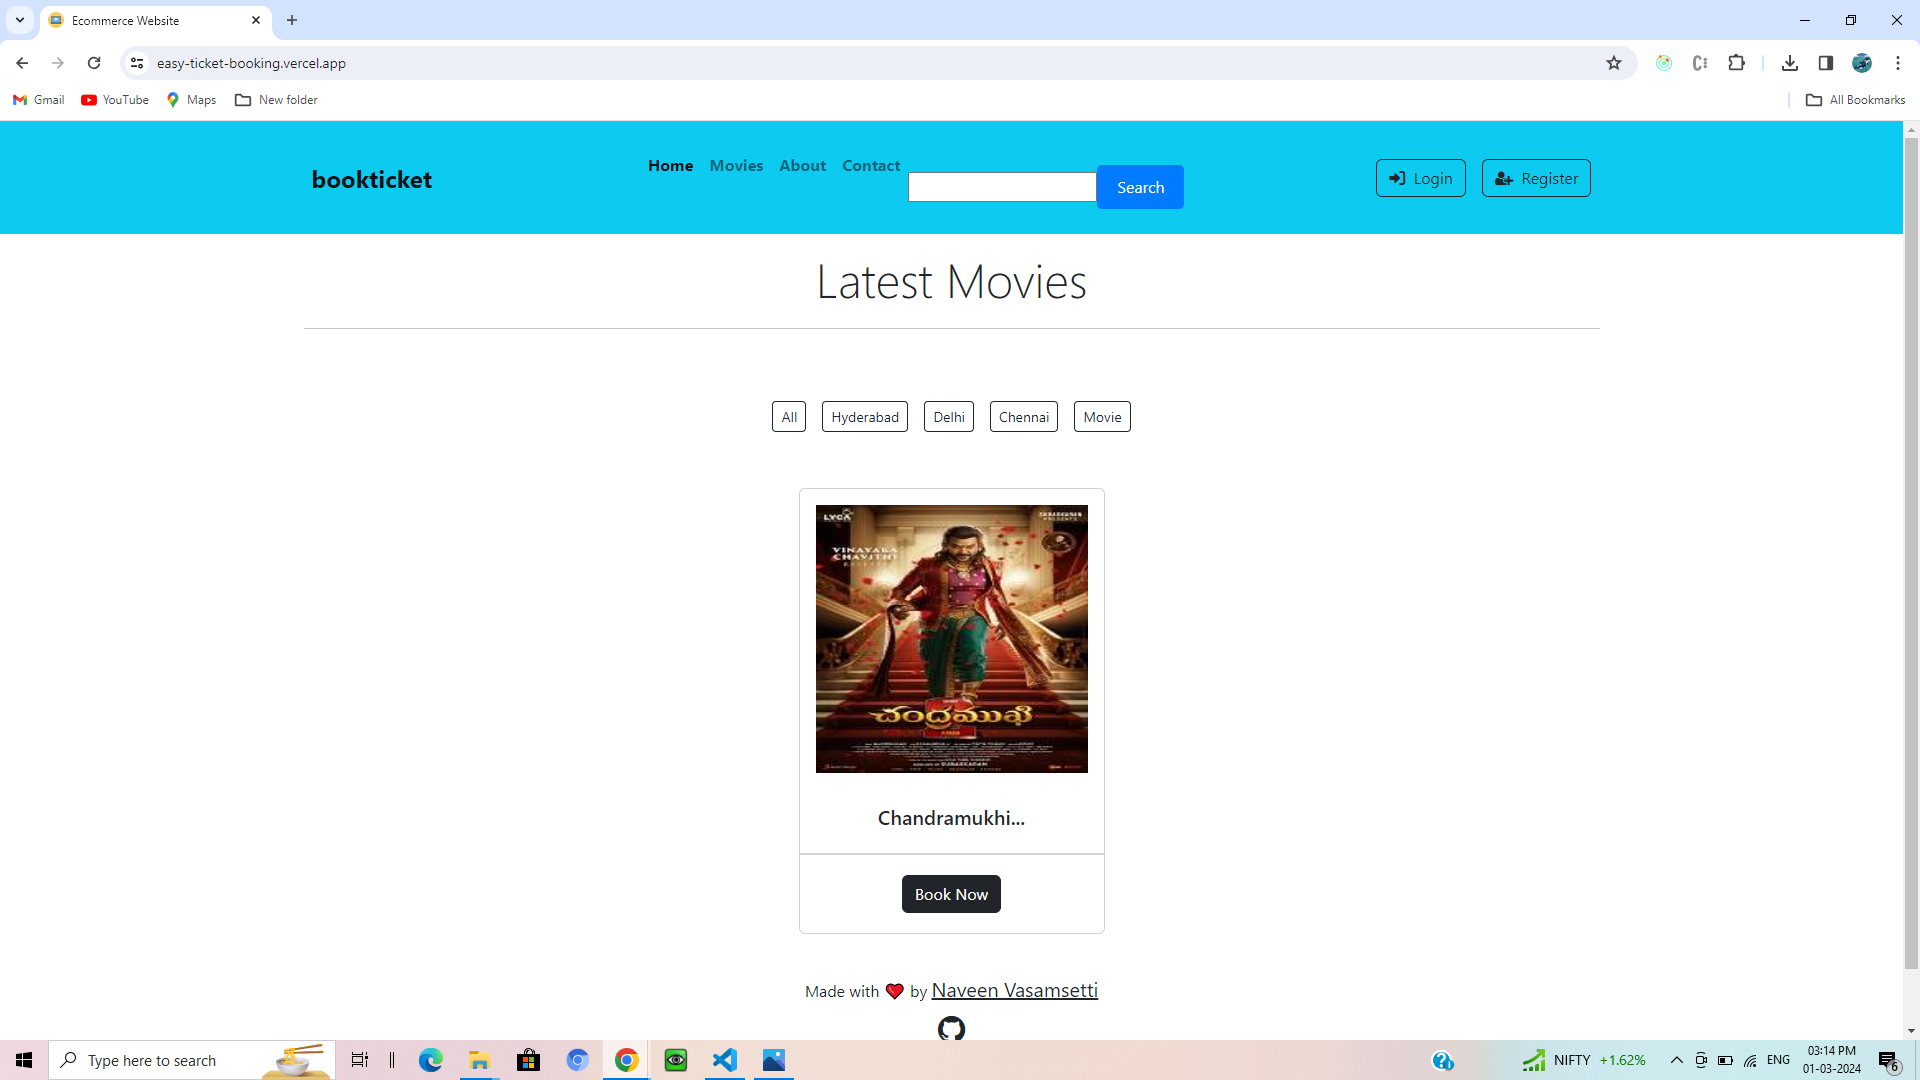 Ecommerce Website
easy-ticket-booking.vercel.app
Gmail YouTube Maps New folder All Bookmarks
bookticket Home Movies About Contact Search Login Register
Latest Movies
All Hyderabad Delhi Chennai Movie
LYCA
VINAYAKA
CHAVITHI
చంద్రముఖి
Chandramukhi...
Book Now
Made with ❤️ by Naveen Vasamsetti
Type here to search NIFTY +1.62% ENG 03:14 PM
01-03-2024 6